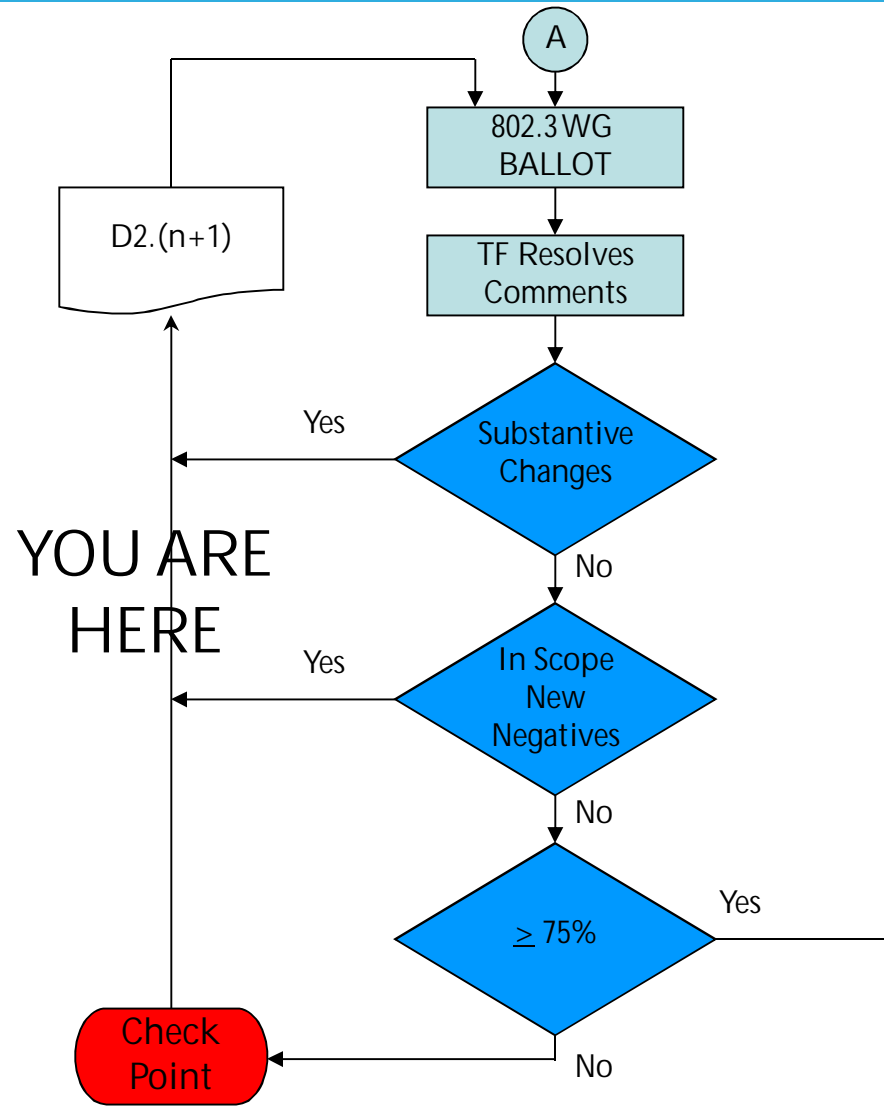 A
802.3 WG
BALLOT
D2.(n+1)
TF Resolves
Comments
Yes
Substantive
Changes
YOU ARE
HERE
No
Yes
In Scope
New
Negatives
No
Yes
≥ 75%
Check
Point
No